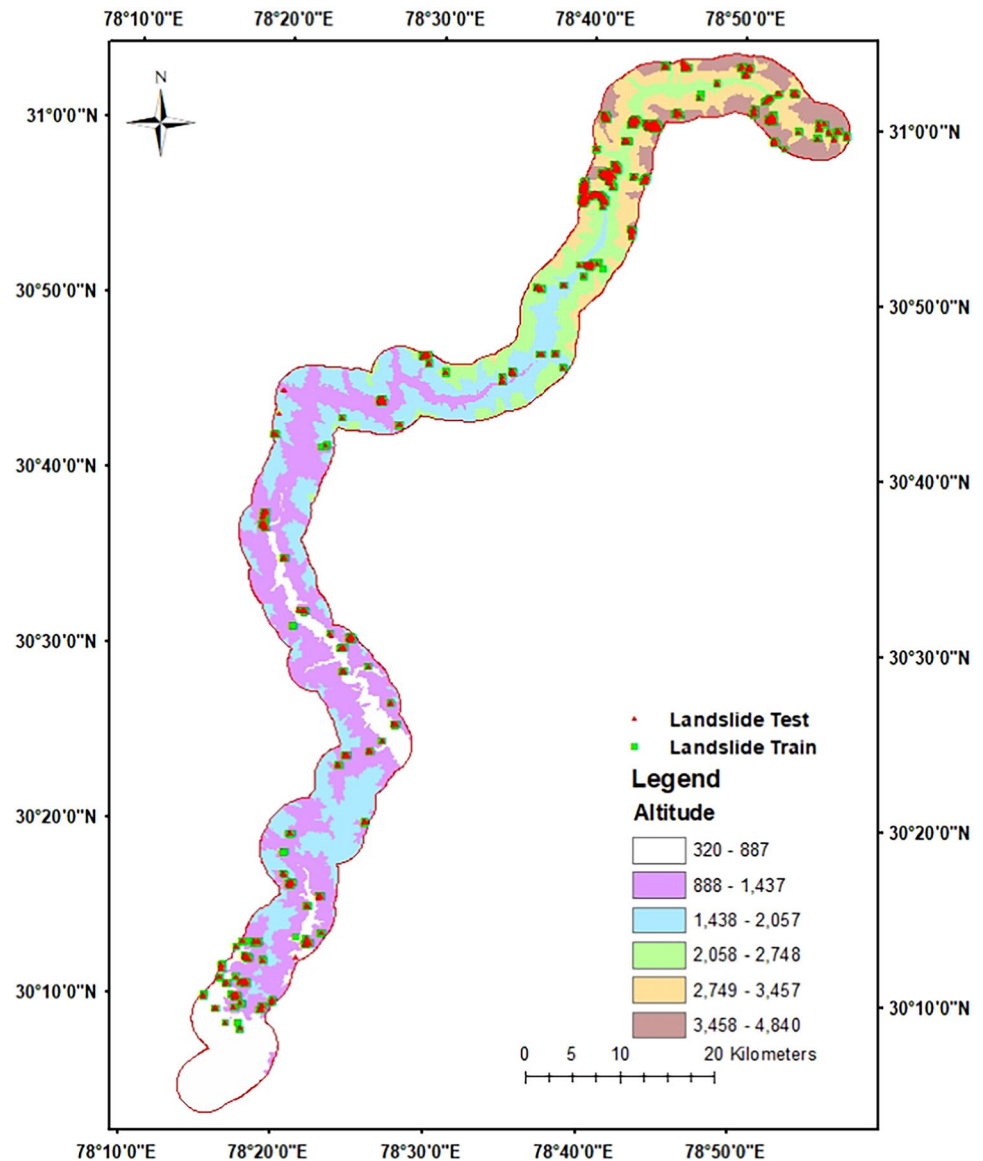 78°10'0"E 78°20'0"E 78°30'0"E 78°40'0"E 78°50'0"E
N
31°0'0"N 31°0'0"N
30°50'0"N 30°50'0"N
30°40'0"N 30°40'0"N
30°30'0"N 30°30'0"N
Landslide Test
Landslide Train
Legend
Altitude
30°20'0"N 30°20'0"N
320 - 887
888 - 1,437
1,438 - 2,057
2,058 - 2,748
2,749 - 3,457
30°10'0"N 30°10'0"N
3,458 - 4,840
0 5 10 20 Kilometers
78°10'0"E 78°20'0"E 78°30'0"E 78°40'0"E 78°50'0"E